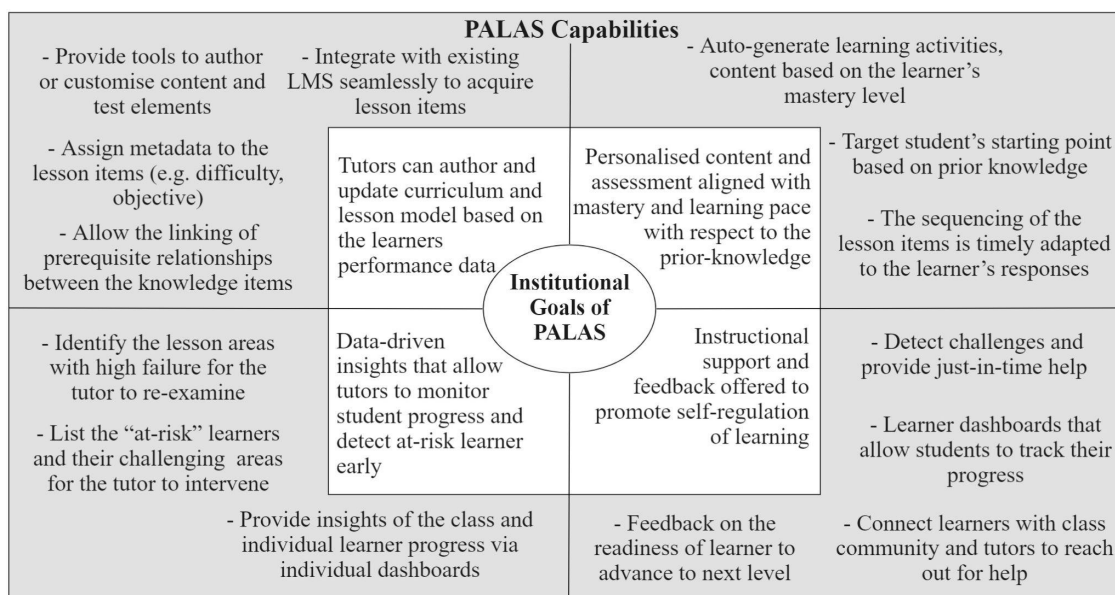 PALAS Capabilities
- Provide tools to author
or customise content and
test elements
- Integrate with existing
LMS seamlessly to acquire
lesson items
- Assign metadata to the
lesson items (e.g. difficulty,
objective)
- Allow the linking of
prerequisite relationships
between the knowledge items
Tutors can author and
update curriculum and
lesson model based on
the learners
performance data
- Auto-generate learning activities,
content based on the learner’s
mastery level
Personalised content and
assessment aligned with
mastery and learning pace
with respect to the
prior-knowledge
- Target student’s starting point
based on prior knowledge
- The sequencing of the
lesson items is timely adapted
to the learner’s responses
Institutional
Goals of
PALAS
- Identify the lesson areas
with high failure for the
tutor to re-examine
- List the “at-risk” learners
and their challenging areas
for the tutor to intervene
Data-driven
insights that allow
tutors to monitor
student progress and
detect at-risk learner
early
- Provide insights of the class and
individual learner progress via
individual dashboards
Instructional
support and
feedback offered to
promote self-regulation
of learning
- Detect challenges and
provide just-in-time help
- Learner dashboards that
allow students to track their
progress
- Feedback on the
readiness of learner to
advance to next level
- Connect learners with class
community and tutors to reach
out for help